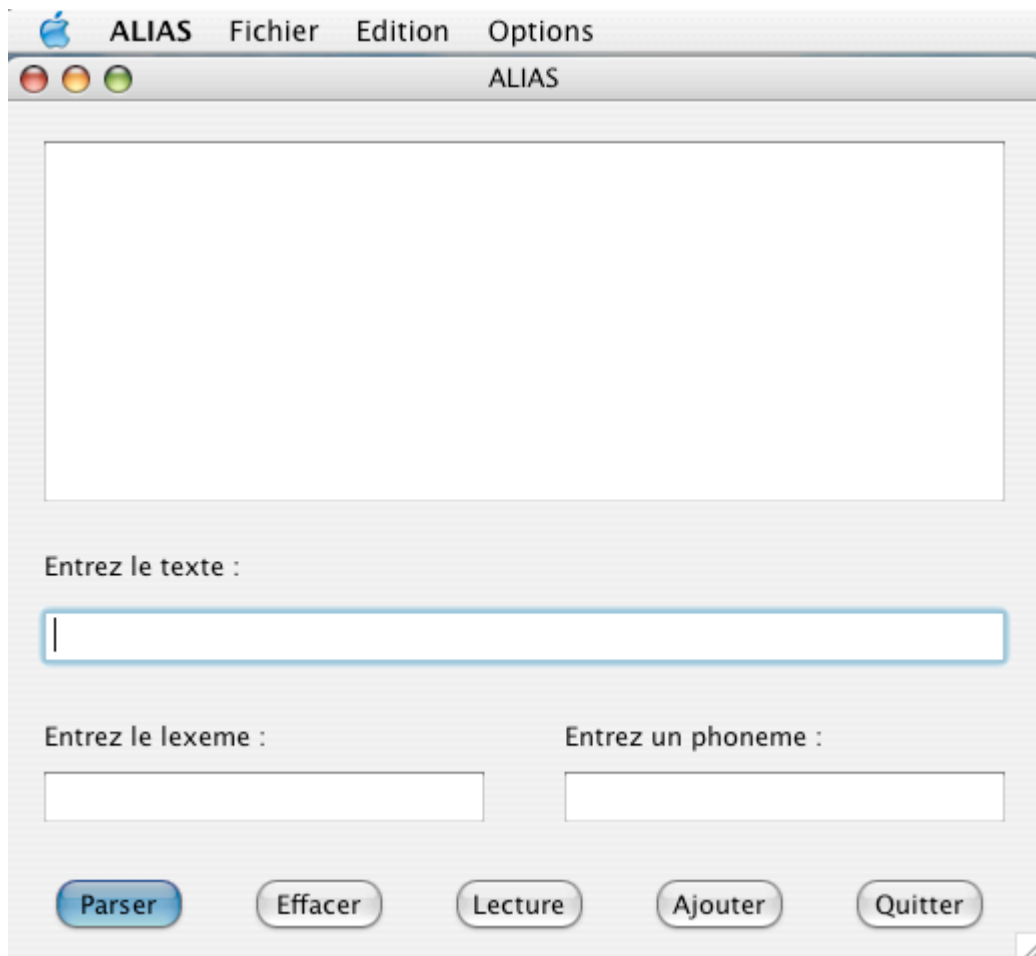 ALIAS Fichier Edition Options
ALIAS
Entrez le texte :
Entrez le lexeme : Entrez un phoneme :
Parser Effacer Lecture Ajouter Quitter